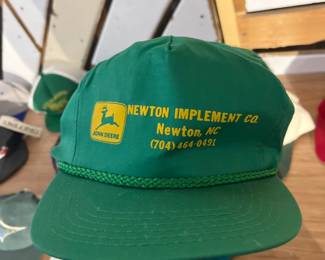 NEWTON IMPLEMENT CO.
Newton, NC
(704) 464-0491
JOHN DEERE